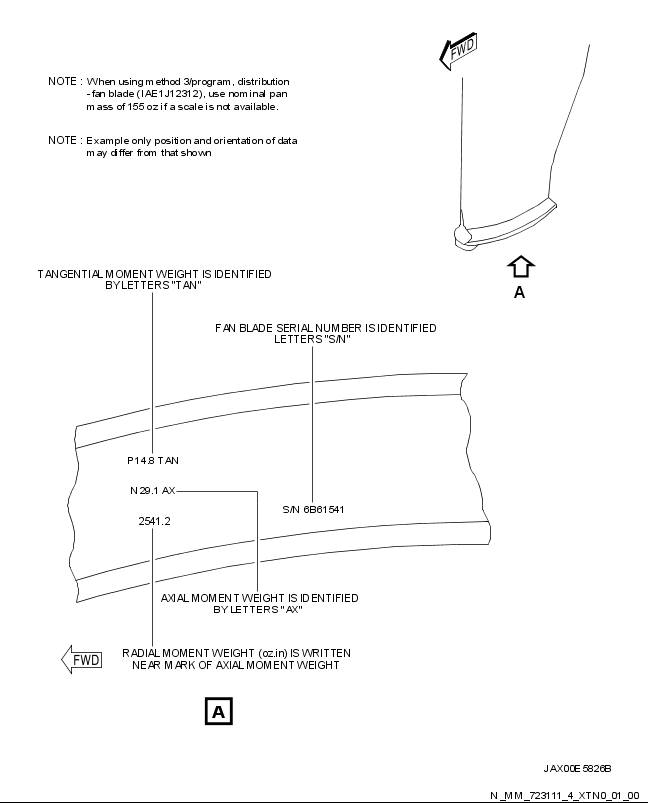 FWD
NOTE : When using method 3/program, distribution
-fan blade (IAE1J12312), use nominal pan
mass of 155 oz if a scale is not available.
NOTE : Example only position and orientation of data
may differ from that shown
A
TANGENTIAL MOMENT WEIGHT IS IDENTIFIED
BY LETTERS "TAN"
FAN BLADE SERIAL NUMBER IS IDENTIFIED
LETTERS "S/N"
P14.8 TAN
N29.1 AX
S/N 6B61541
2541.2
AXIAL MOMENT WEIGHT IS IDENTIFIED
BY LETTERS "AX"
FWD
RADIAL MOMENT WEIGHT (oz.in) IS WRITTEN
NEAR MARK OF AXIAL MOMENT WEIGHT
A
JAX00E5826B
N_MM_723111_4_XTN0_01_00